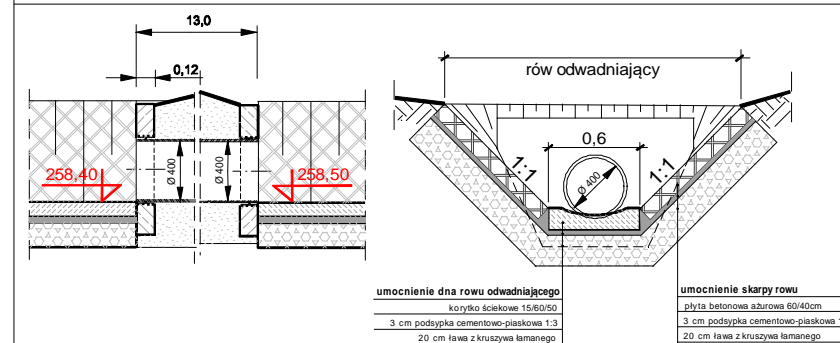 13,0
0,12
Ø 400
Ø 400
258,40
258,50
rów odwadniający
0,6
1:1
1:1
Ø 400
umocnienie dna rowu odwadniającego
korytko ściekowe 15/60/50
3 cm podsypka cementowo-piaskowa 1:3
20 cm ława z kruszywa łamanego
umocnienie skarpy rowu
płyta betonowa ażurowa 60/40cm
3 cm podsypka cementowo-piaskowa 1
20 cm ława z kruszywa łamanego